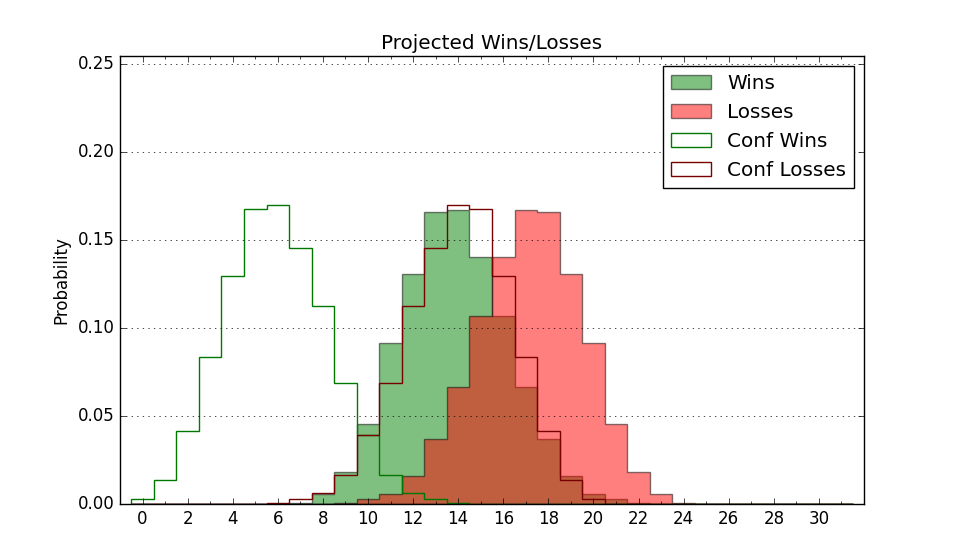 Projected Wins/Losses
0.25
0.20
0.15
0.10
0.05
0.00
Probability
Wins
Losses
Conf Wins
Conf Losses
0 2 4 6 8 10 12 14 16 18 20 22 24 26 28 30